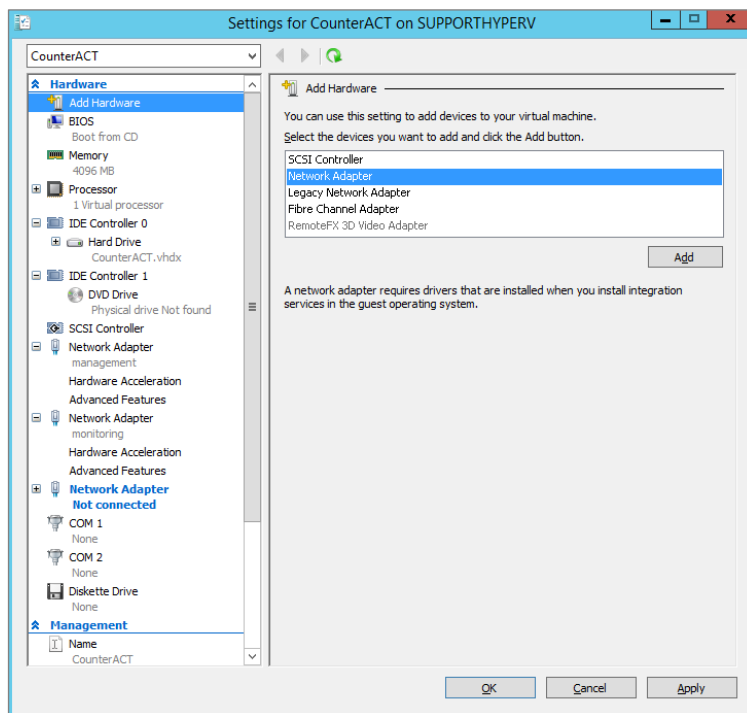 Settings for CounterACT on SUPPORTHYPERV
CounterACT
Hardware
Add Hardware
BIOS
Boot from CD
Memory
4096 MB
Processor
1 Virtual processor
IDE Controller 0
Hard Drive
CounterACT.vhdx
IDE Controller 1
DVD Drive
Physical drive Not found
SCSI Controller
Network Adapter
management
Hardware Acceleration
Advanced Features
Network Adapter
monitoring
Hardware Acceleration
Advanced Features
Network Adapter
Not connected
COM 1
None
COM 2
None
Diskette Drive
None
Management
Name
CounterACT
Add Hardware
You can use this setting to add devices to your virtual machine.
Select the devices you want to add and click the Add button.
SCSI Controller
Network Adapter
Legacy Network Adapter
Fibre Channel Adapter
RemoteFX 3D Video Adapter
Add
A network adapter requires drivers that are installed when you install integration
services in the guest operating system.
OK
Cancel
Apply